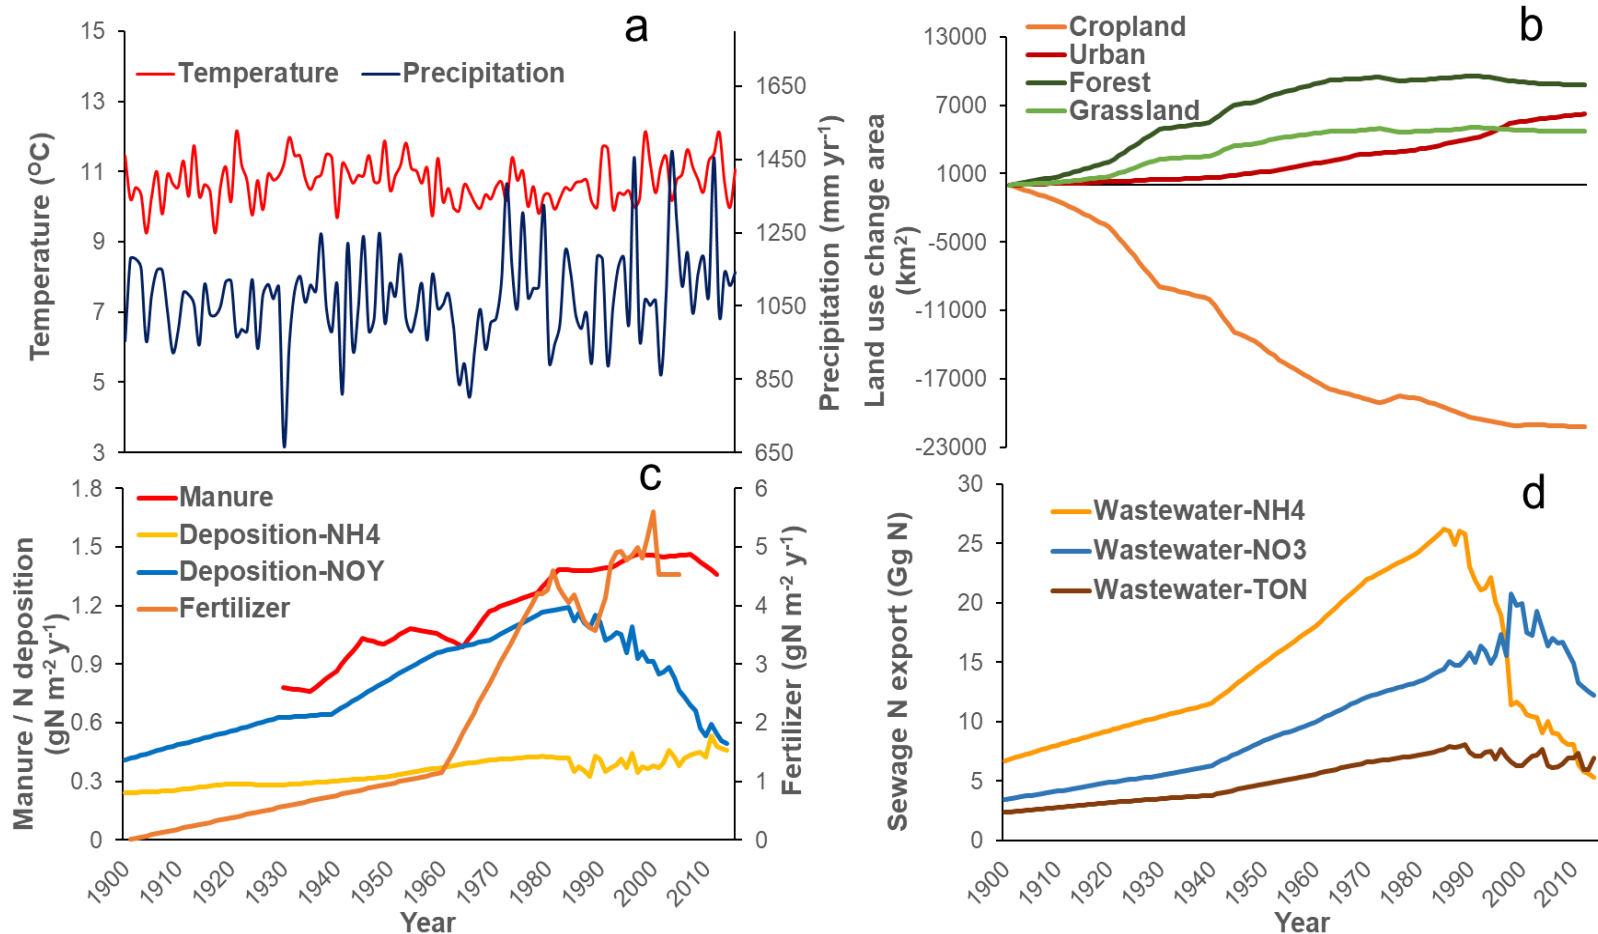 a
Temperature
Precipitation
15
13
11
9
7
5
3
1650
1450
1250
1050
850
650
Temperature (°C)
Precipitation (mm yr-1)
b
Cropland
Urban
Forest
Grassland
13000
7000
1000
-5000
-11000
-17000
-23000
Land use change area
(km2)
c
Manure
Deposition-NH4
Deposition-NOY
Fertilizer
1.8
1.5
1.2
0.9
0.6
0.3
0
6
5
4
3
2
1
0
Manure / N deposition
(gN m-2 y-1)
Fertilizer (gN m-2 y-1)
1900
1910
1920
1930
1940
1950
1960
1970
1980
1990
2000
2010
Year
d
Wastewater-NH4
Wastewater-NO3
Wastewater-TON
30
25
20
15
10
5
0
Sewage N export (Gg N)
1900
1910
1920
1930
1940
1950
1960
1970
1980
1990
2000
2010
Year